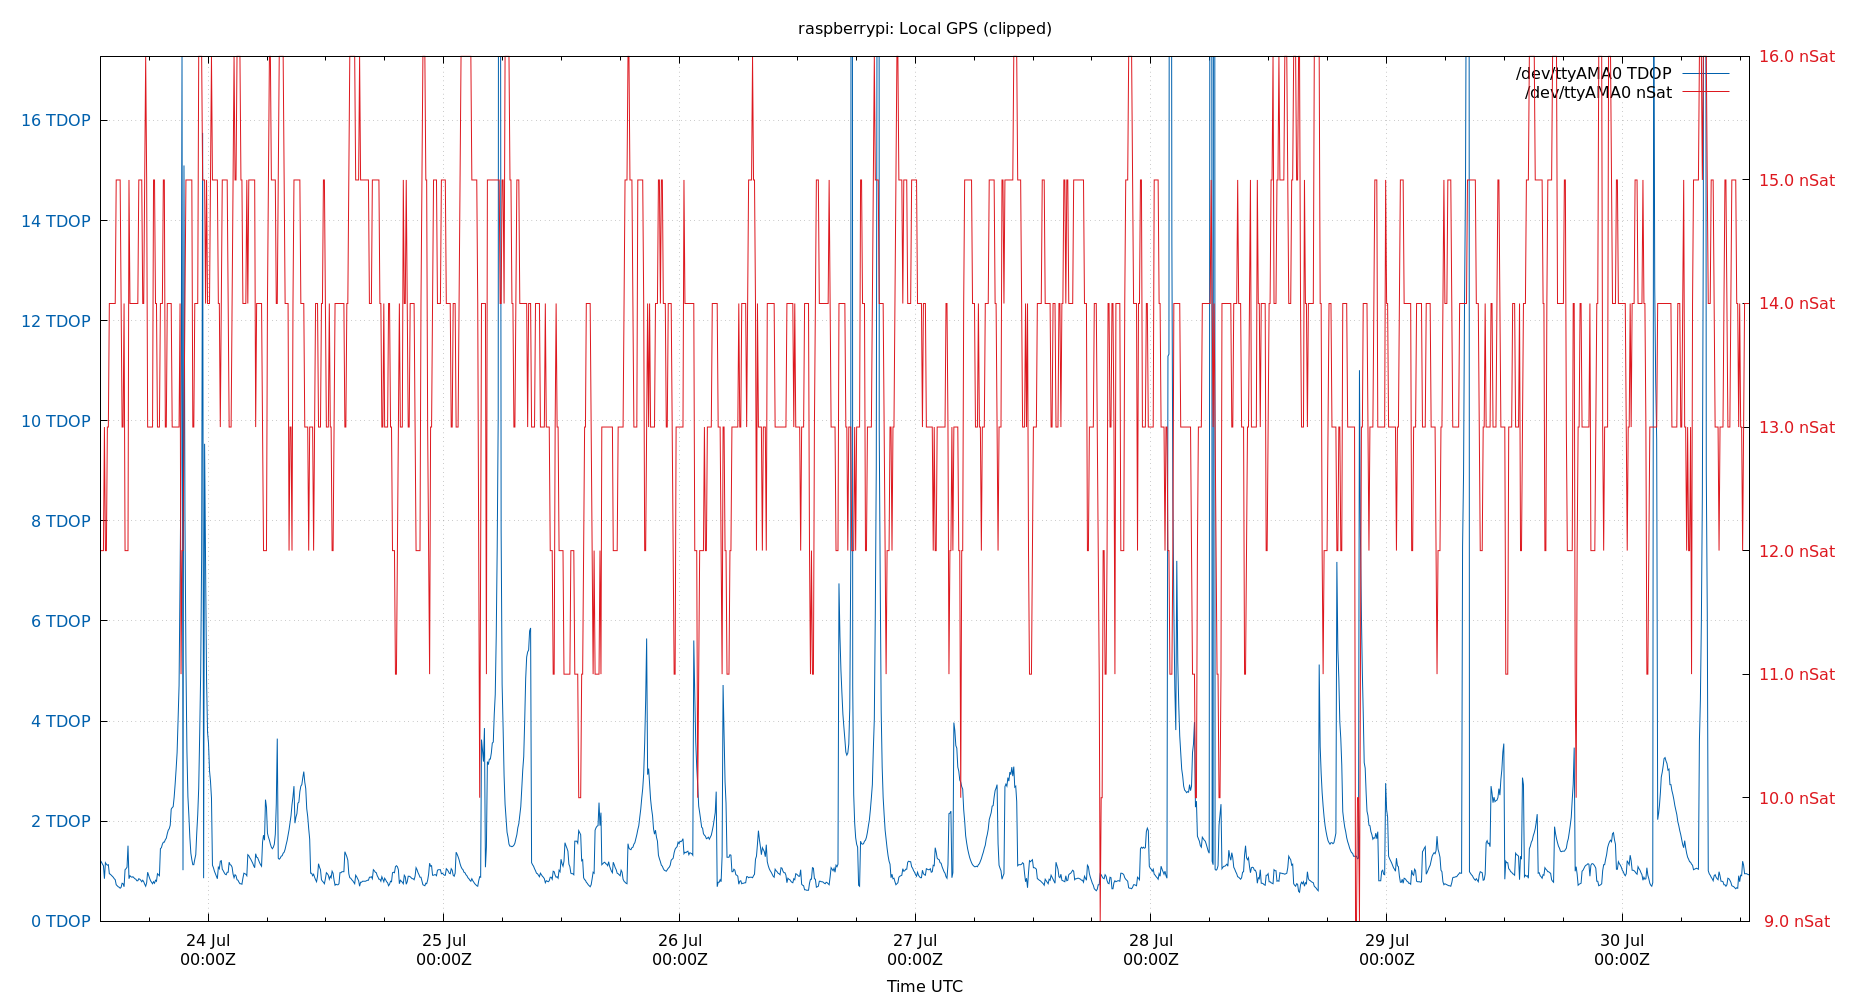 raspberrypi: Local GPS (clipped)
/dev/ttyAMA0 TDOP
/dev/ttyAMA0 nSat
16 TDOP
14 TDOP
12 TDOP
10 TDOP
8 TDOP
6 TDOP
4 TDOP
2 TDOP
0 TDOP
16.0 nSat
15.0 nSat
14.0 nSat
13.0 nSat
12.0 nSat
11.0 nSat
10.0 nSat
9.0 nSat
24 Jul
00:00Z
25 Jul
00:00Z
26 Jul
00:00Z
27 Jul
00:00Z
28 Jul
00:00Z
29 Jul
00:00Z
30 Jul
00:00Z
Time UTC